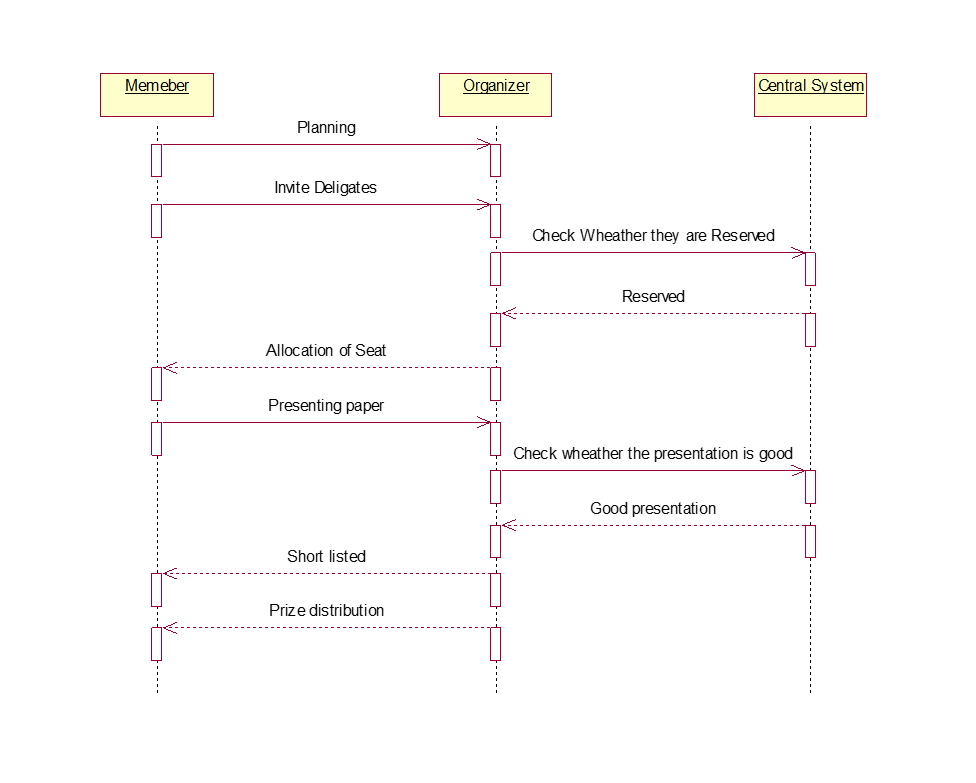 Memeber
Organizer
Central System
Planning
Invite Deligates
Check Wheather they are Reserved
Reserved
Allocation of Seat
Presenting paper
Check wheather the presentation is good
Good presentation
Short listed
Prize distribution